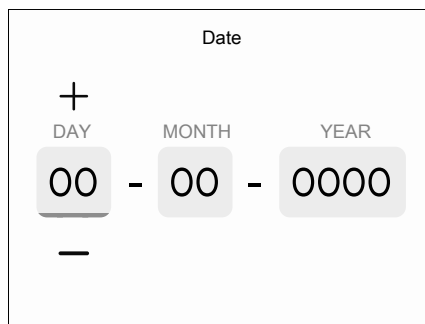 Date
+
DAY MONTH YEAR
00 - 00 - 0000
–